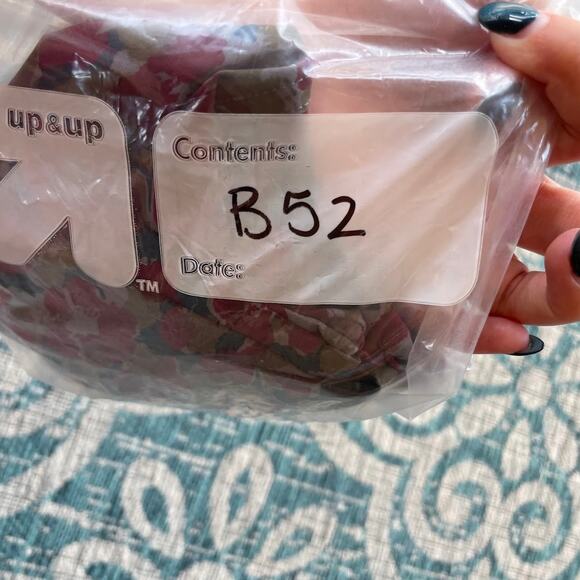 up&up
Contents:
B52
Date:
TM